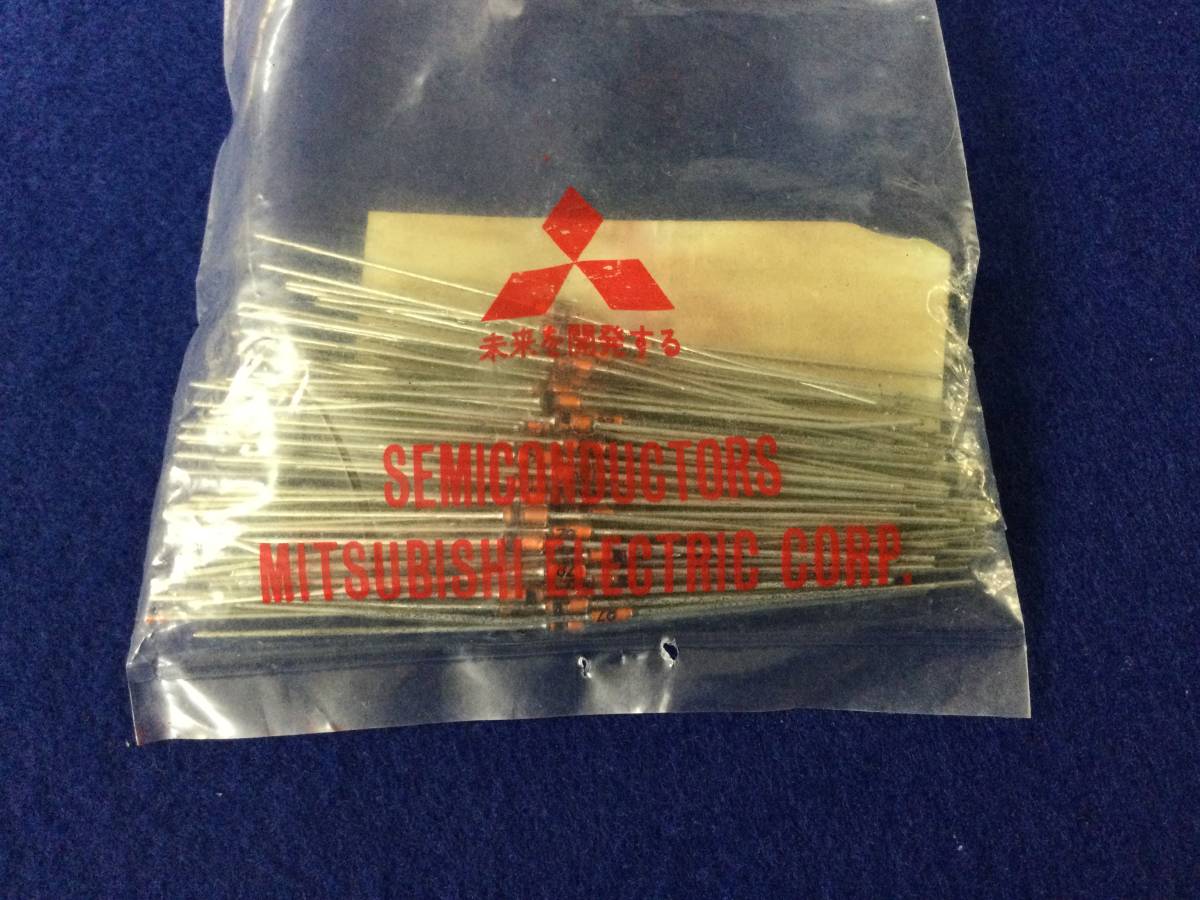 未来を開発する
SEMICONDUCTORS
MITSUBISHI ELECTRIC CORP.